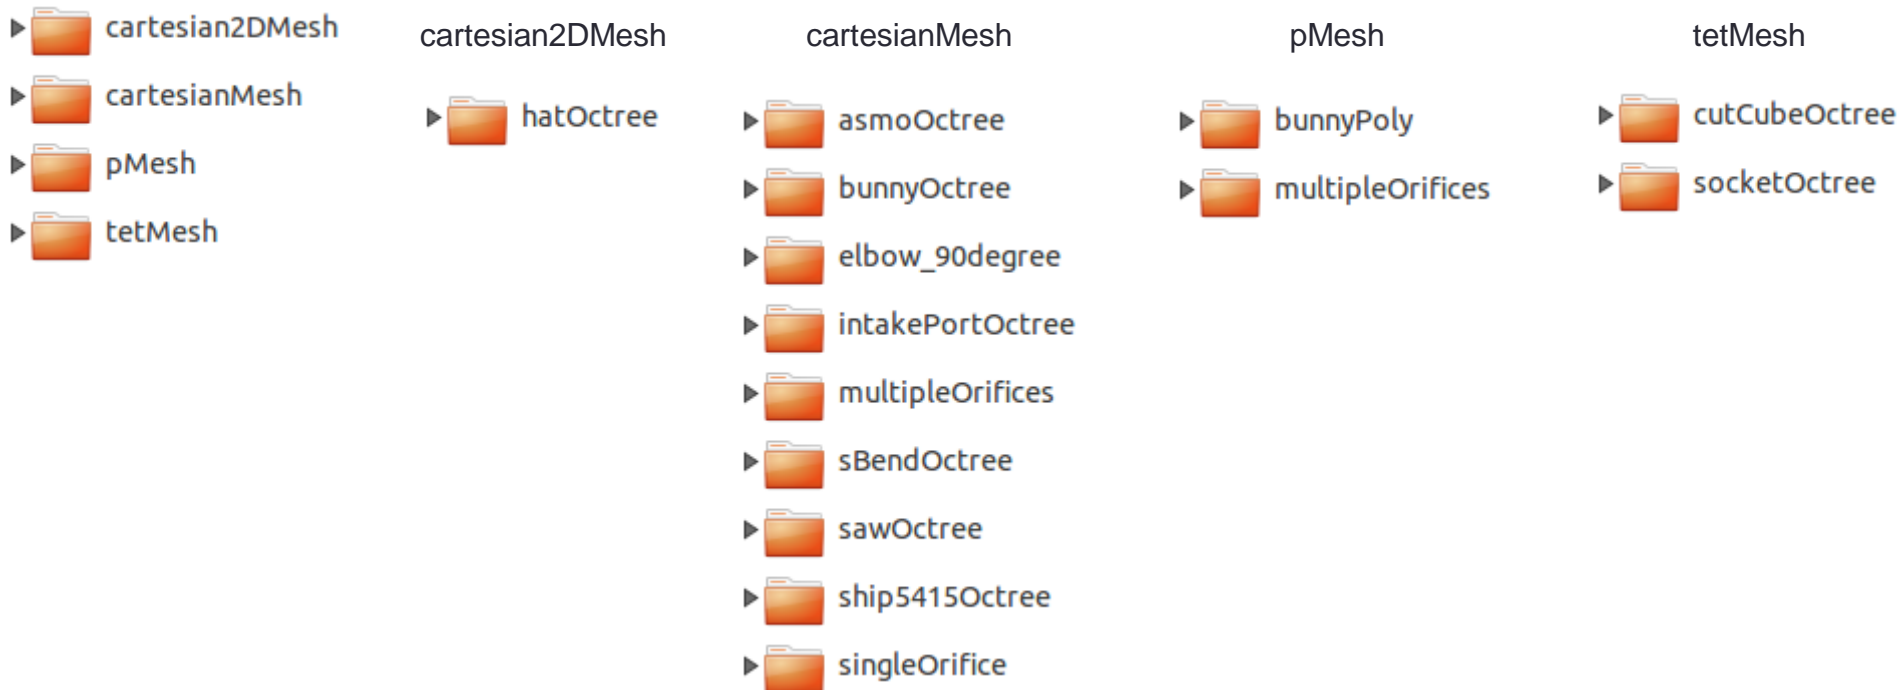 cartesian2DMesh
cartesianMesh
pMesh
tetMesh
cartesian2DMesh
hatOctree
cartesianMesh
asmoOctree
bunnyOctree
elbow_90degree
intakePortOctree
multipleOrifices
sBendOctree
sawOctree
ship5415Octree
singleOrifice
pMesh
bunnyPoly
multipleOrifices
tetMesh
cutCubeOctree
socketOctree